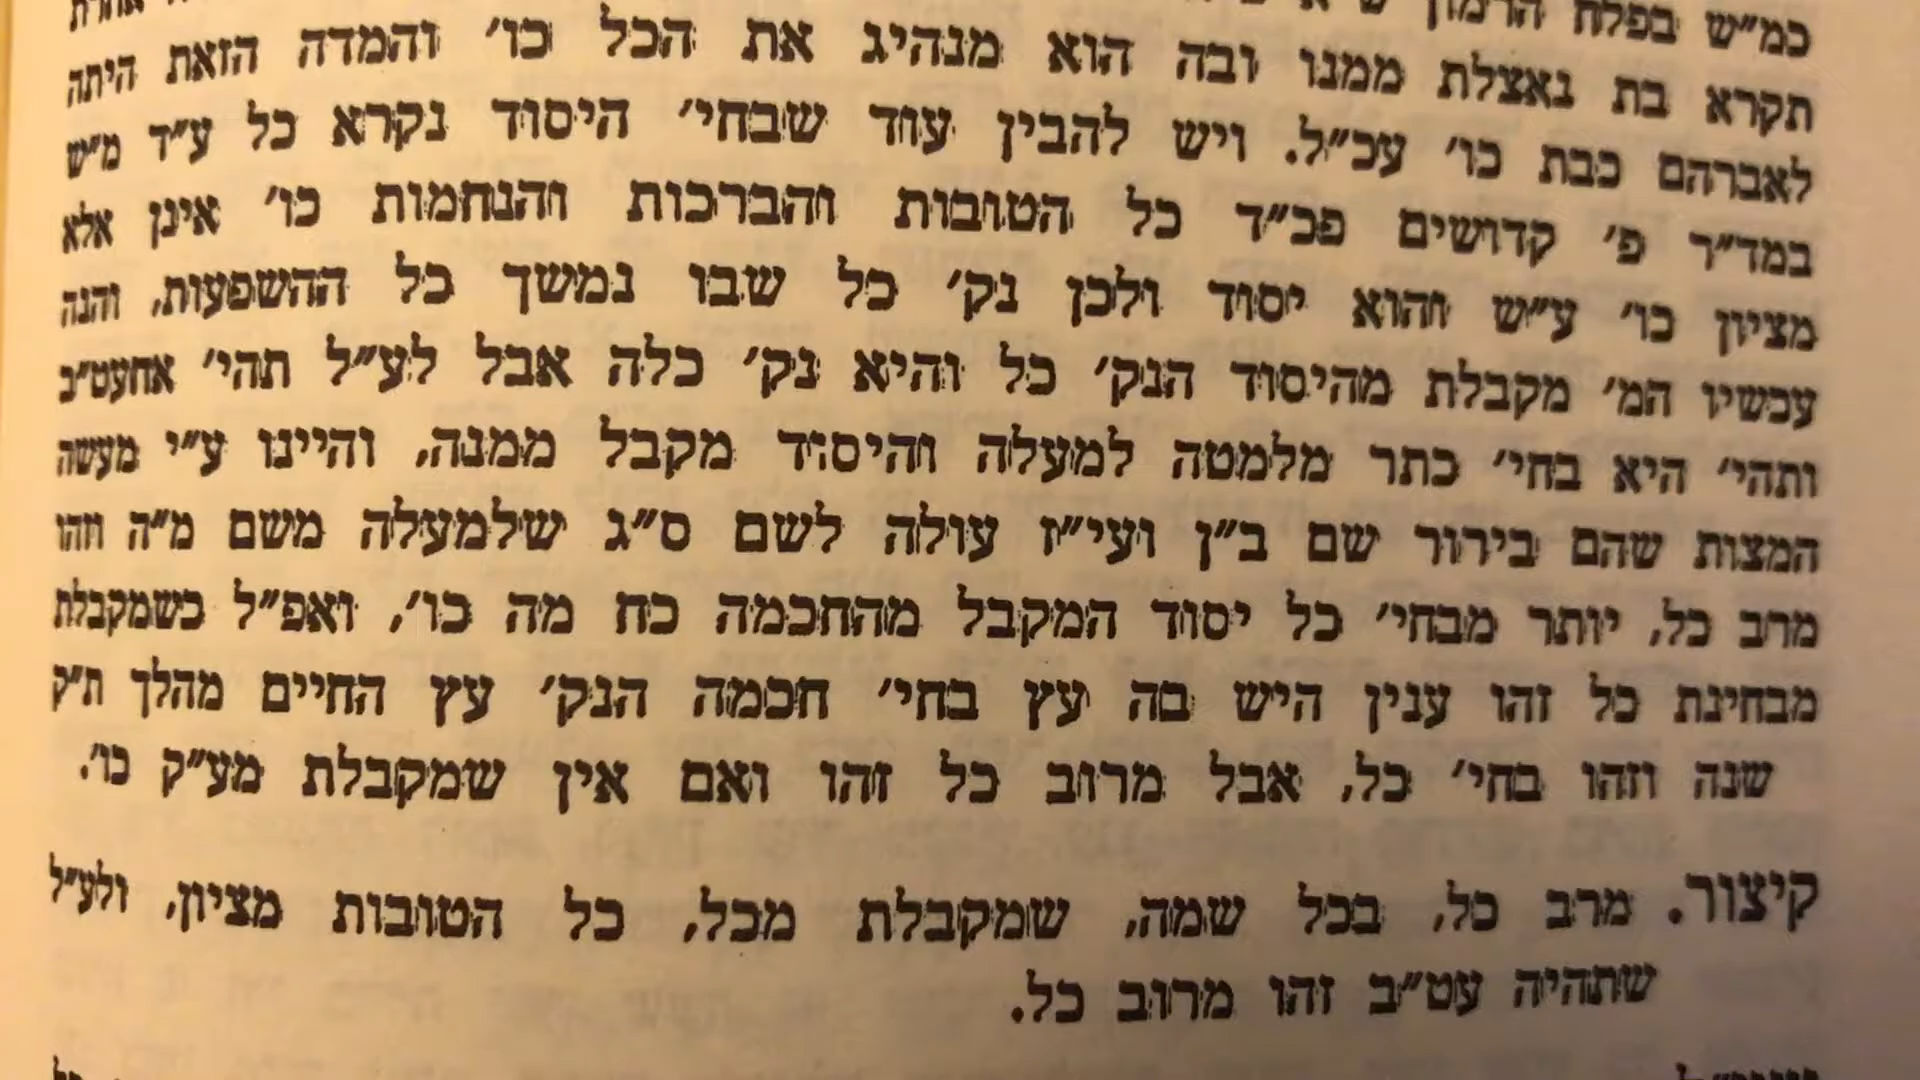 כמ״ש בפלח הרמון
תקרא בת נאצלת ממנו ובה הוא מנהיג את הכל כו׳ והמדה הזאת היתה
לאברהם כבת כו׳ עכ״ל. ויש להבין עוד שבחי׳ היסוד נקרא כל ע״ד מ״ש
במד״ר פ׳ קדושים פכ״ד כל הטובות והברכות והנחמות כו׳ אינן אלא
מציון כו׳ ע״ש והוא יסוד ולכן נק׳ כל שבו נמשך כל ההשפעות, והנה
עכשיו המ׳ מקבלת מהיסוד הנק׳ כל והיא נק׳ כלה אבל לע״ל תהי׳ אחעט״ב
ותהי׳ היא בחי׳ כתר מלמטה למעלה והיסוד מקבל ממנה, והיינו ע״י מעשה
המצות שהם בירור שם ב״ן ועי״ז עולה לשם ס״ג שלמעלה משם מ״ה וזהו
מרב כל, יותר מבחי׳ כל יסוד המקבל מהחכמה כח מה כו׳, ואפ״ל כשמקבלת
מבחינת כל זהו ענין היש בה עץ בחי׳ חכמה הנק׳ עץ החיים מהלך ת״ק
שנה וזהו בחי׳ כל, אבל מרוב כל זהו ואם אין שמקבלת מע״ק כו׳.
קיצור. מרב כל, בכל שמה, שמקבלת מכל, כל הטובות מציון, ולע״ל
שתהיה עט״ב זהו מרוב כל.